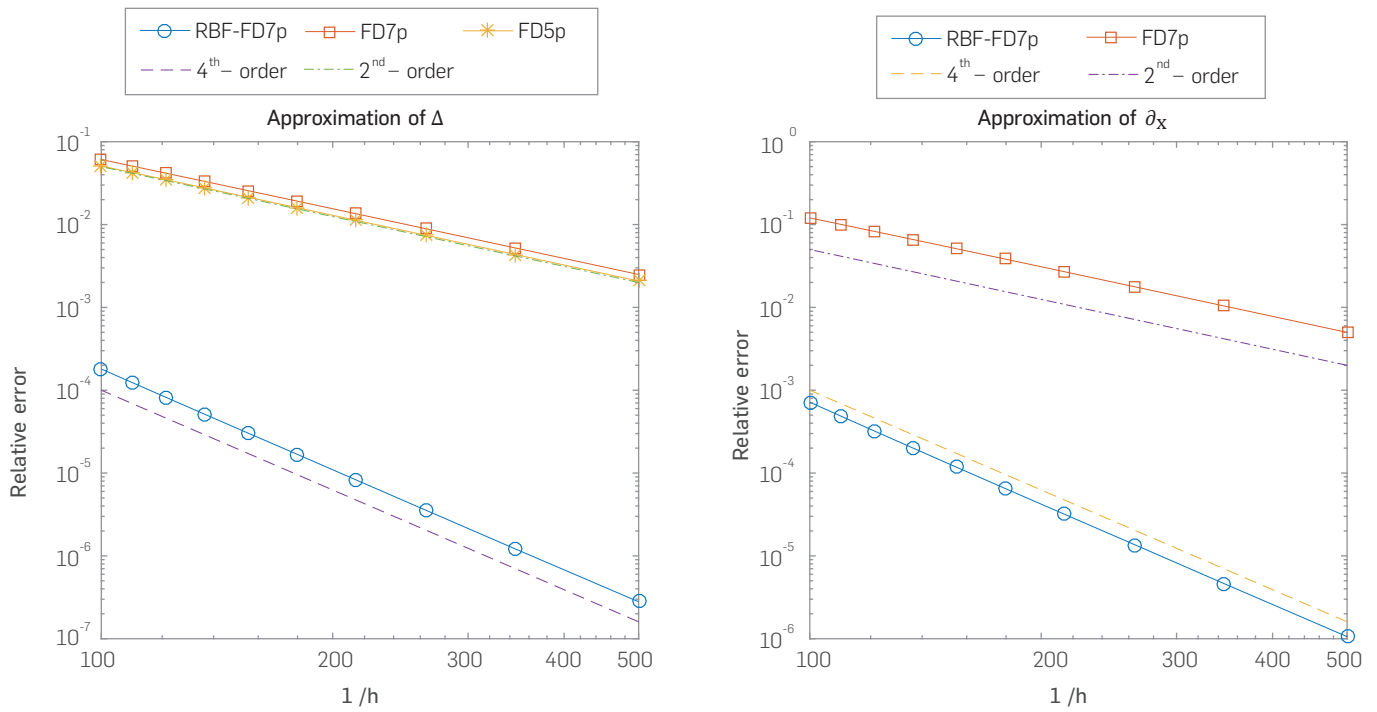 RBF-FD7p FD7p FD5p
4th – order 2nd – order
Approximation of Δ
10-1
10-2
10-3
10-4
10-5
10-6
10-7
Relative error
100 200 300 400 500
1 /h
RBF-FD7p FD7p
4th – order 2nd – order
Approximation of ∂x
100
10-1
10-2
10-3
10-4
10-5
10-6
Relative error
100 200 300 400 500
1 /h